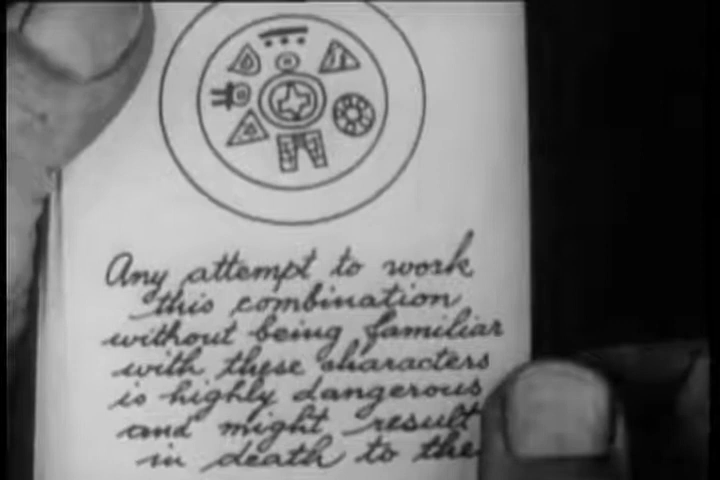 Any attempt to work
this combination
without being familiar
with these characters
is highly dangerous
and might result
in death to the